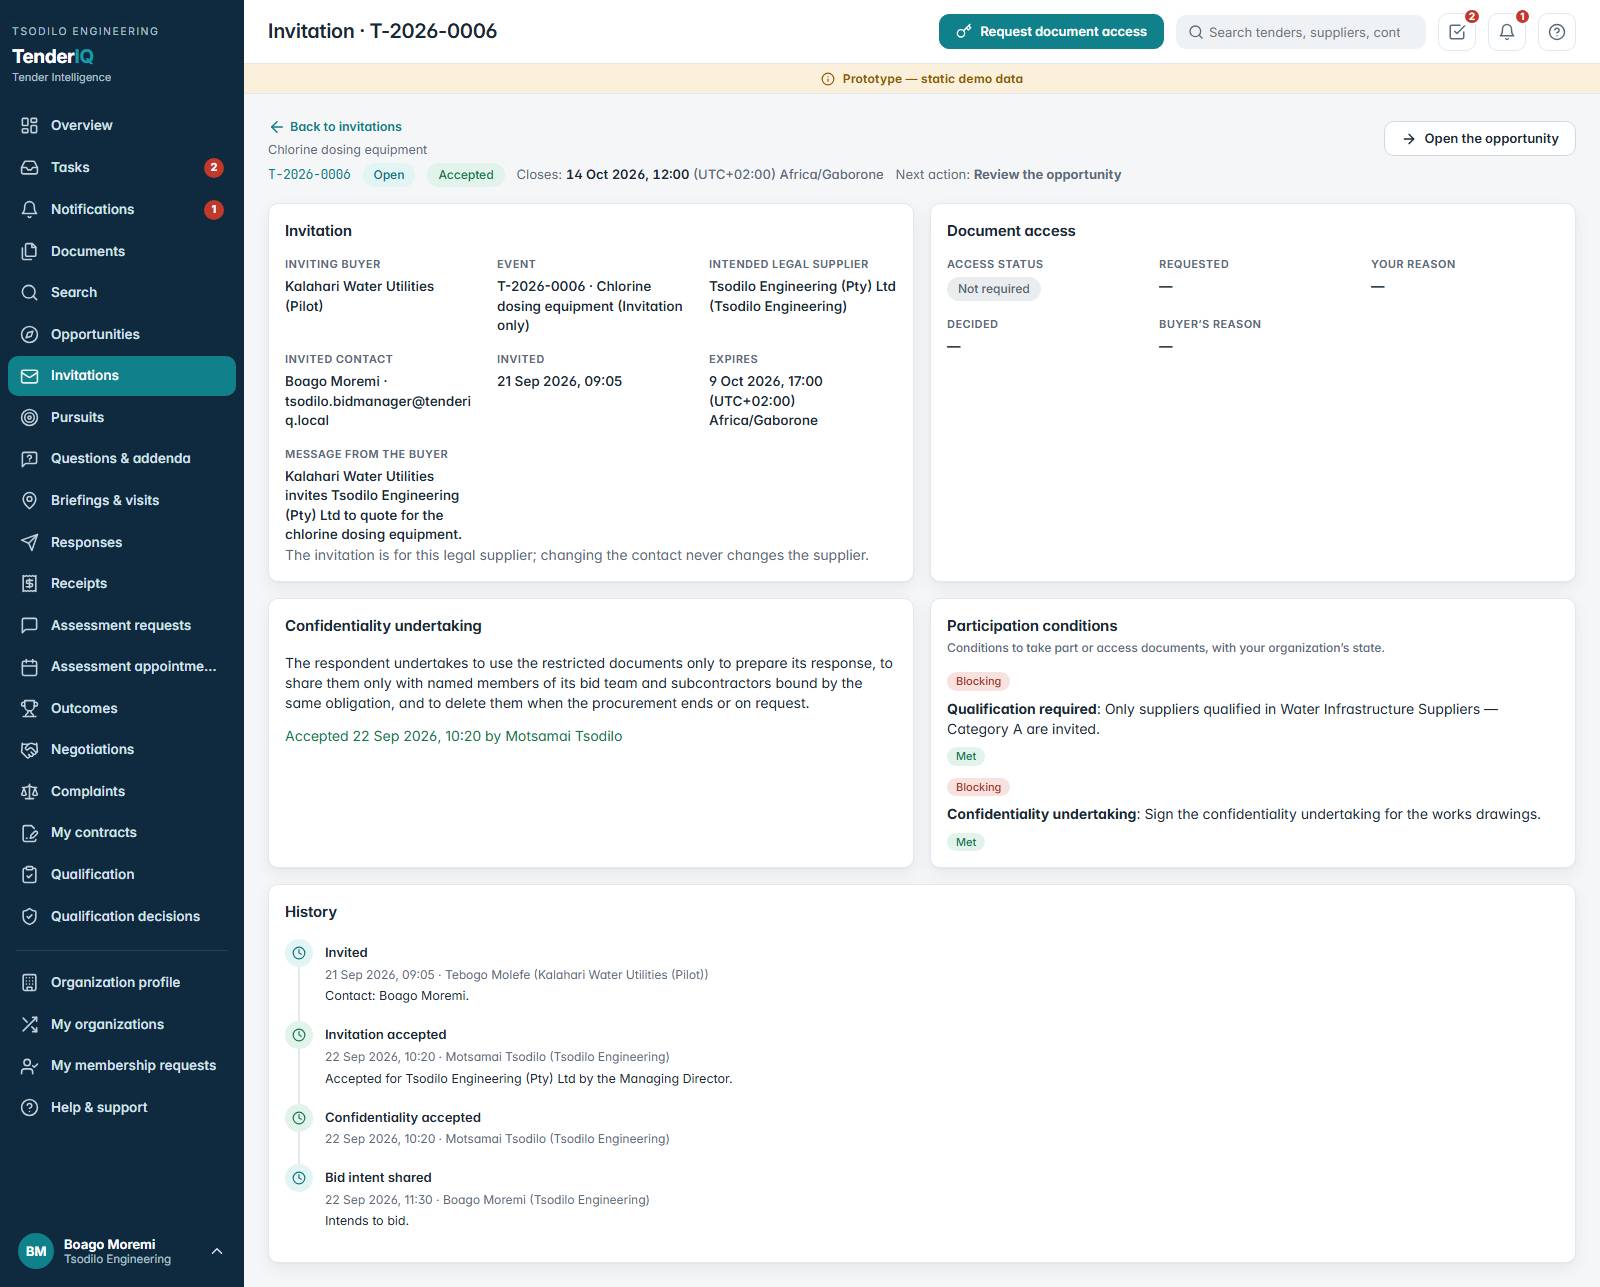 TSODILO ENGINEERING
TenderIQ
Tender Intelligence
Overview
Tasks 2
Notifications 1
Documents
Search
Opportunities
Invitations
Pursuits
Questions & addenda
Briefings & visits
Responses
Receipts
Assessment requests
Assessment appointme...
Outcomes
Negotiations
Complaints
My contracts
Qualification
Qualification decisions
Organization profile
My organizations
My membership requests
Help & support
BM
Boago Moremi
Tsodilo Engineering
Invitation · T-2026-0006
Request document access
Search tenders, suppliers, cont
2
1
Prototype — static demo data
Back to invitations
Chlorine dosing equipment
T-2026-0006 Open Accepted Closes: 14 Oct 2026, 12:00 (UTC+02:00) Africa/Gaborone Next action: Review the opportunity
Open the opportunity
Invitation
INVITING BUYER
Kalahari Water Utilities
(Pilot)
EVENT
T-2026-0006 · Chlorine
dosing equipment (Invitation
only)
INTENDED LEGAL SUPPLIER
Tsodilo Engineering (Pty) Ltd
(Tsodilo Engineering)
INVITED CONTACT
Boago Moremi ·
tsodilo.bidmanager@tenderi
q.local
INVITED
21 Sep 2026, 09:05
EXPIRES
9 Oct 2026, 17:00
(UTC+02:00)
Africa/Gaborone
MESSAGE FROM THE BUYER
Kalahari Water Utilities
invites Tsodilo Engineering
(Pty) Ltd to quote for the
chlorine dosing equipment.
The invitation is for this legal supplier; changing the contact never changes the supplier.
Document access
ACCESS STATUS
Not required
REQUESTED
—
YOUR REASON
—
DECIDED
—
BUYER'S REASON
—
Confidentiality undertaking
The respondent undertakes to use the restricted documents only to prepare its response, to
share them only with named members of its bid team and subcontractors bound by the
same obligation, and to delete them when the procurement ends or on request.
Accepted 22 Sep 2026, 10:20 by Motsamai Tsodilo
Participation conditions
Conditions to take part or access documents, with your organization's state.
Blocking
Qualification required: Only suppliers qualified in Water Infrastructure Suppliers —
Category A are invited.
Met
Blocking
Confidentiality undertaking: Sign the confidentiality undertaking for the works drawings.
Met
History
Invited
21 Sep 2026, 09:05 · Tebogo Molefe (Kalahari Water Utilities (Pilot))
Contact: Boago Moremi.
Invitation accepted
22 Sep 2026, 10:20 · Motsamai Tsodilo (Tsodilo Engineering)
Accepted for Tsodilo Engineering (Pty) Ltd by the Managing Director.
Confidentiality accepted
22 Sep 2026, 10:20 · Motsamai Tsodilo (Tsodilo Engineering)
Bid intent shared
22 Sep 2026, 11:30 · Boago Moremi (Tsodilo Engineering)
Intends to bid.